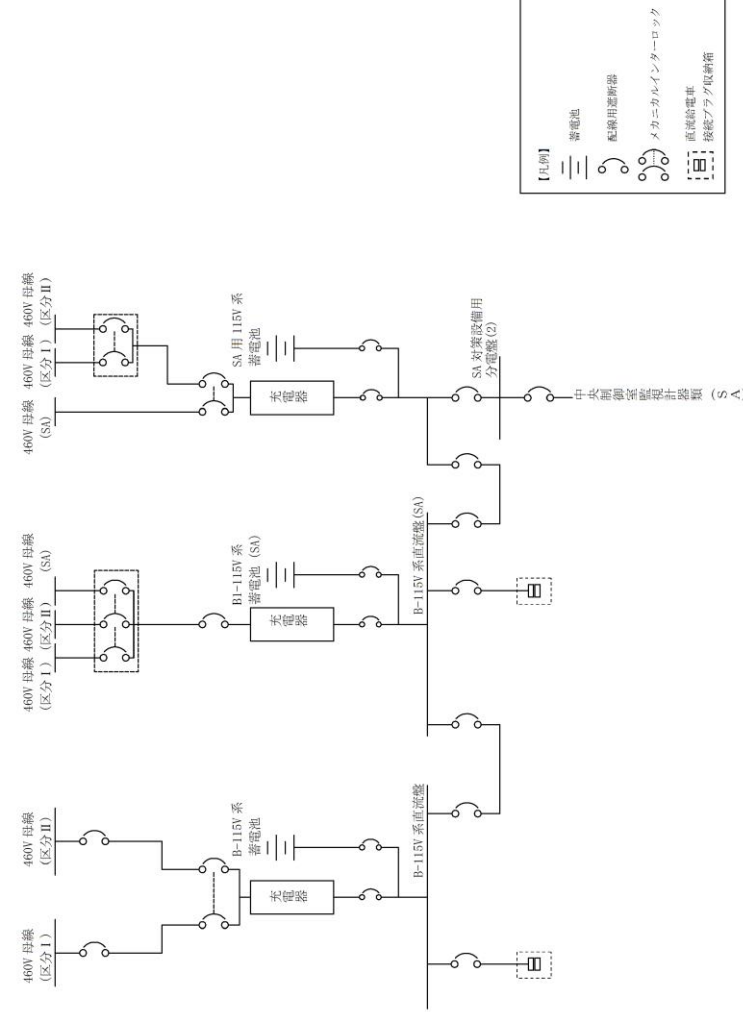 460V 母線
(区分Ⅰ)
460V 母線
(区分Ⅱ)
B-115V 系
蓄電池
充電器
B-115V 系直流盤
460V 母線
(区分Ⅰ)
460V 母線
(区分Ⅱ)
460V 母線
(SA)
B1-115V 系
蓄電池 (SA)
充電器
B-115V 系直流盤(SA)
460V 母線
(SA)
460V 母線
(区分Ⅰ)
460V 母線
(区分Ⅱ)
SA 用 115V 系
蓄電池
充電器
SA 対策設備用
分電盤(2)
中央制御室監視計器類(SA
【凡例】
蓄電池
配線用遮断器
メカニカルインターロック
直流給電車
接続プラグ収納箱